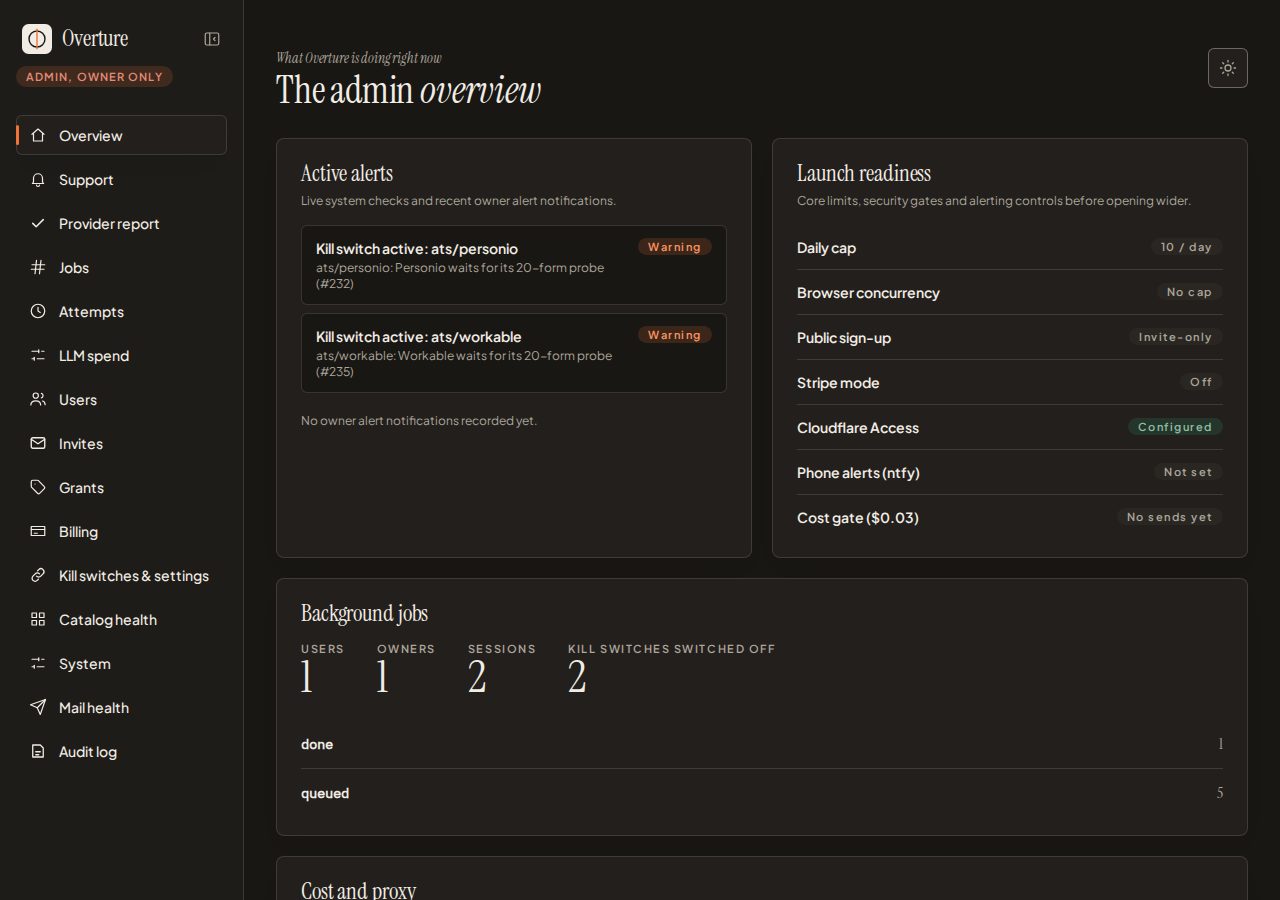 Overture
ADMIN, OWNER ONLY
Overview
Support
Provider report
Jobs
Attempts
LLM spend
Users
Invites
Grants
Billing
Kill switches & settings
Catalog health
System
Mail health
Audit log
What Overture is doing right now
The admin overview
Active alerts
Live system checks and recent owner alert notifications.
Kill switch active: ats/personio
Warning
ats/personio: Personio waits for its 20-form probe
(#232)
Kill switch active: ats/workable
Warning
ats/workable: Workable waits for its 20-form probe
(#235)
No owner alert notifications recorded yet.
Launch readiness
Core limits, security gates and alerting controls before opening wider.
Daily cap 10 / day
Browser concurrency No cap
Public sign-up Invite-only
Stripe mode Off
Cloudflare Access Configured
Phone alerts (ntfy) Not set
Cost gate ($0.03) No sends yet
Background jobs
USERS OWNERS SESSIONS KILL SWITCHES SWITCHED OFF
1 1 2 2
done 1
queued 5
Cost and proxy